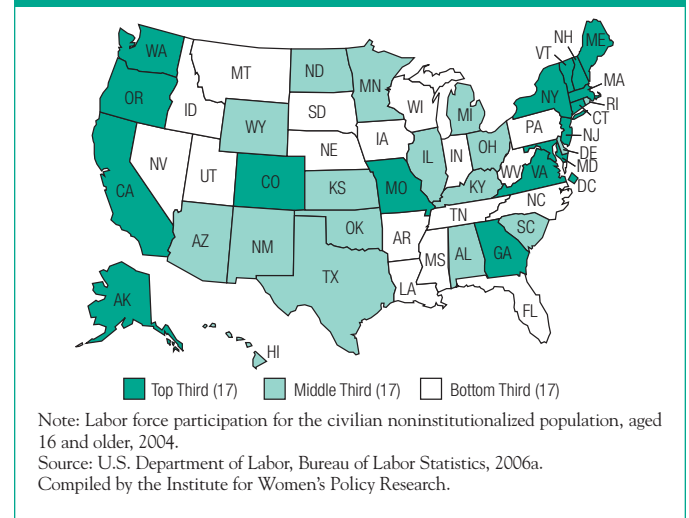 WA
MT
ND
MN
VT
NH
ME
OR
ID
WY
SD
WI
MI
NY
MA
RI
CT
NV
UT
CO
NE
IA
IL
IN
OH
PA
NJ
DE
MD
DC
CA
KS
MO
KY
WV
VA
AZ
NM
OK
AR
TN
NC
SC
TX
LA
MS
AL
GA
FL
AK
HI
Top Third (17) Middle Third (17) Bottom Third (17)
Note: Labor force participation for the civilian noninstitutionalized population, aged
16 and older, 2004.
Source: U.S. Department of Labor, Bureau of Labor Statistics, 2006a.
Compiled by the Institute for Women's Policy Research.